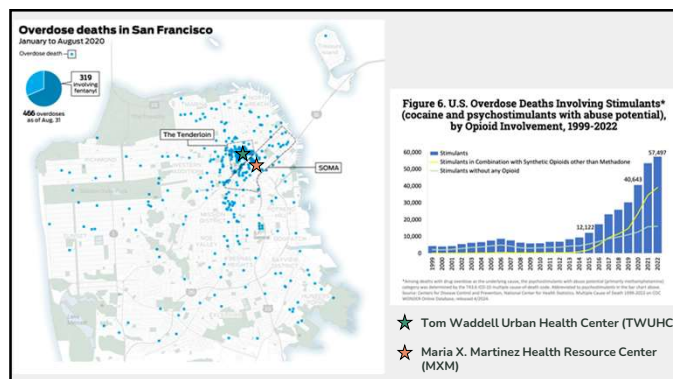 Overdose deaths in San Francisco
January to August 2020
Overdose death
319
involving
fentanyl
466 overdoses
as of Aug. 31
The Tenderloin
SOMA
Figure 6. U.S. Overdose Deaths Involving Stimulants*
(cocaine and psychostimulants with abuse potential),
by Opioid Involvement, 1999-2022
Stimulants
Stimulants in Combination with Synthetic Opioids other than Methadone
Stimulants without any Opioid
60,000
50,000
40,000
30,000
20,000
10,000
0
12,122
40,643
57,497
1999 2000 2001 2002 2003 2004 2005 2006 2007 2008 2009 2010 2011 2012 2013 2014 2015 2016 2017 2018 2019 2020 2021 2022
Tom Waddell Urban Health Center (TWUHC)
Maria X. Martinez Health Resource Center
(MXM)